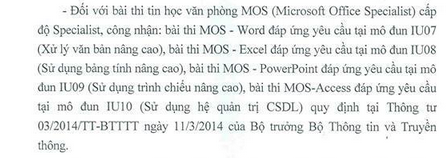 - Đối với bài thi tin học văn phòng MOS (Microsoft Office Specialist) cấp
độ Specialist, công nhận: bài thi MOS - Word đáp ứng yêu cầu tại mô đun IU07
(Xử lý văn bản nâng cao), bài thi MOS - Excel đáp ứng yêu cầu tại mô đun IU08
(Sử dụng bảng tính nâng cao), bài thi MOS - PowerPoint đáp ứng yêu cầu tại mô
đun IU09 (Sử dụng trình chiếu nâng cao), bài thi MOS-Access đáp ứng yêu cầu
tại mô đun IU10 (Sử dụng hệ quản trị CSDL) quy định tại Thông tư
03/2014/TT-BTTTT ngày 11/3/2014 của Bộ trưởng Bộ Thông tin và Truyền
thông.